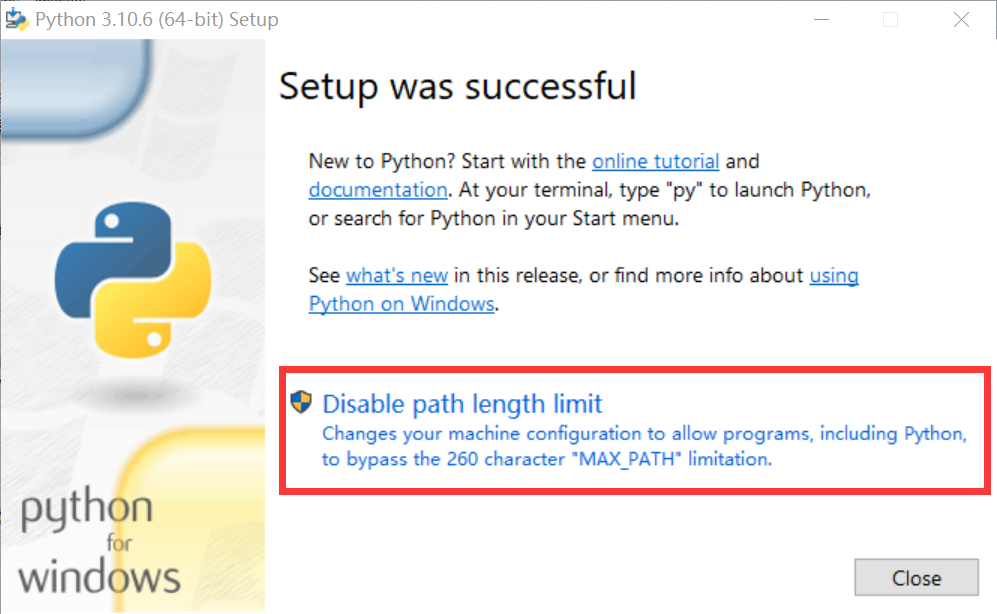 Python 3.10.6 (64-bit) Setup
Setup was successful
New to Python? Start with the online tutorial and
documentation. At your terminal, type "py" to launch Python,
or search for Python in your Start menu.
See what's new in this release, or find more info about using
Python on Windows.
Disable path length limit
Changes your machine configuration to allow programs, including Python,
to bypass the 260 character "MAX_PATH" limitation.
python
for
windows
Close